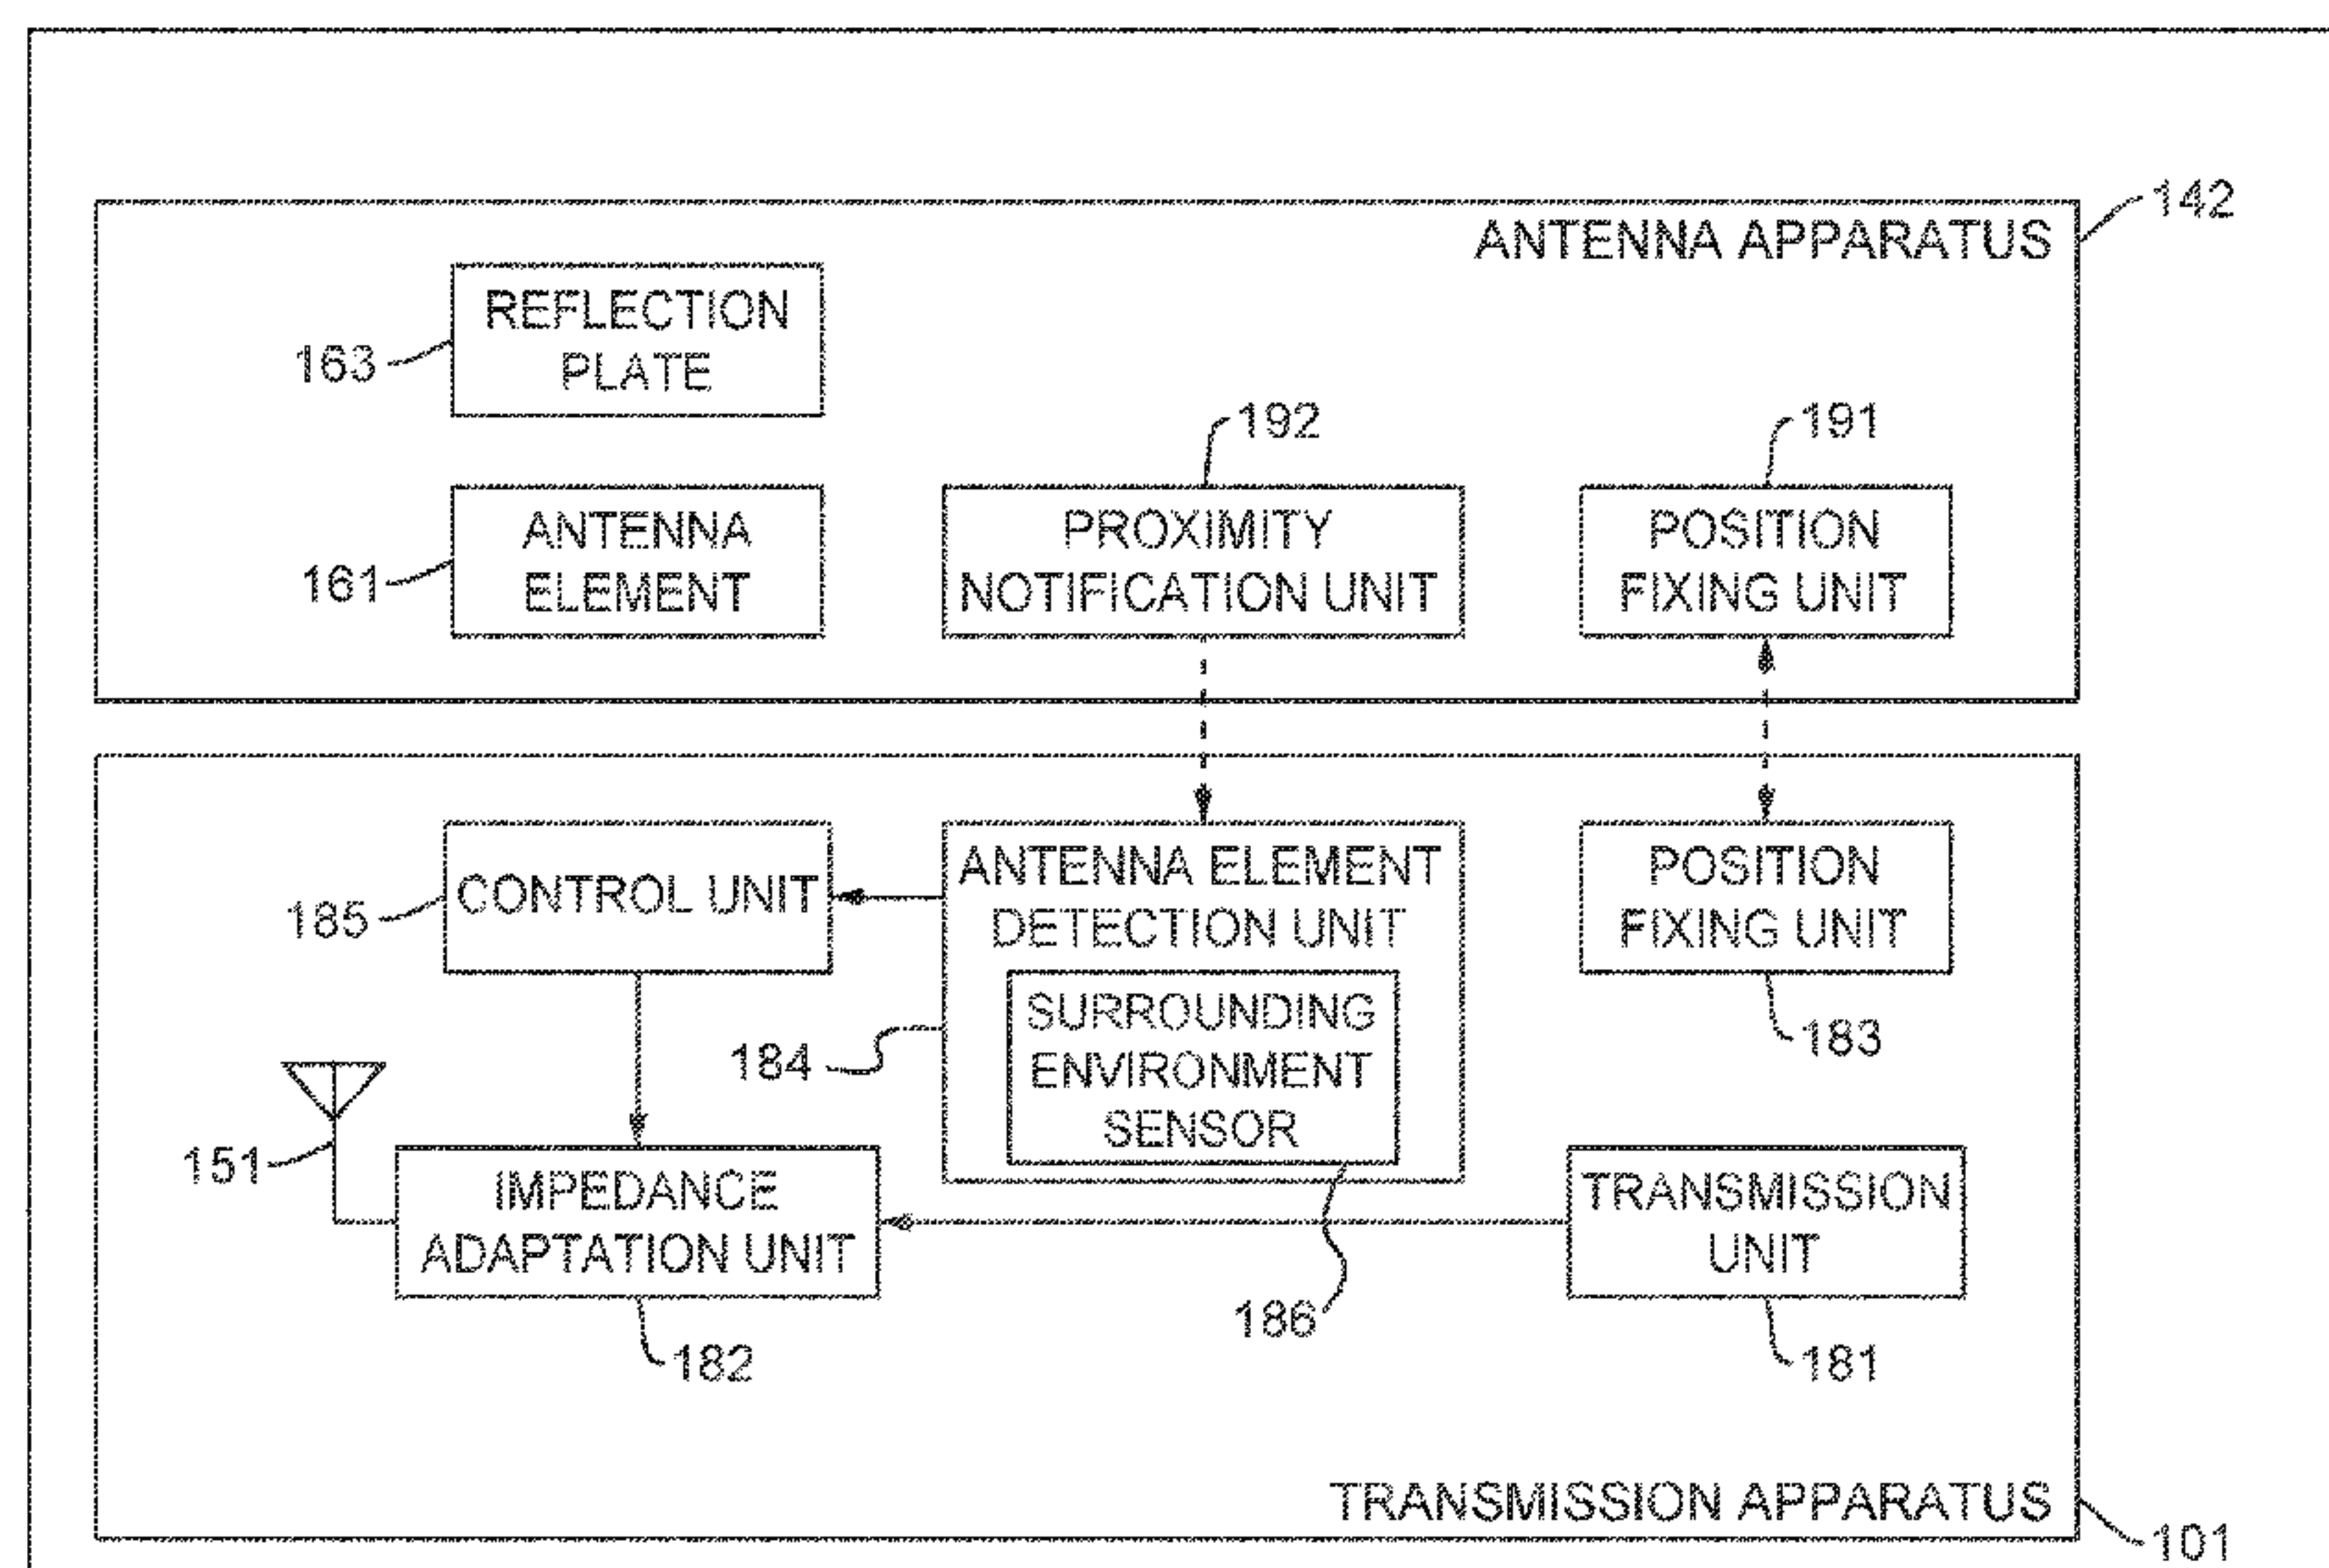 142
ANTENNA APPARATUS
REFLECTION
PLATE
163
192
191
ANTENNA
ELEMENT
161
PROXIMITY
NOTIFICATION UNIT
POSITION
FIXING UNIT
CONTROL UNIT
185
ANTENNA ELEMENT
DETECTION UNIT
POSITION
FIXING UNIT
SURROUNDING
ENVIRONMENT
SENSOR
184
183
151
IMPEDANCE
ADAPTATION UNIT
TRANSMISSION
UNIT
186
182
181
TRANSMISSION APPARATUS
101